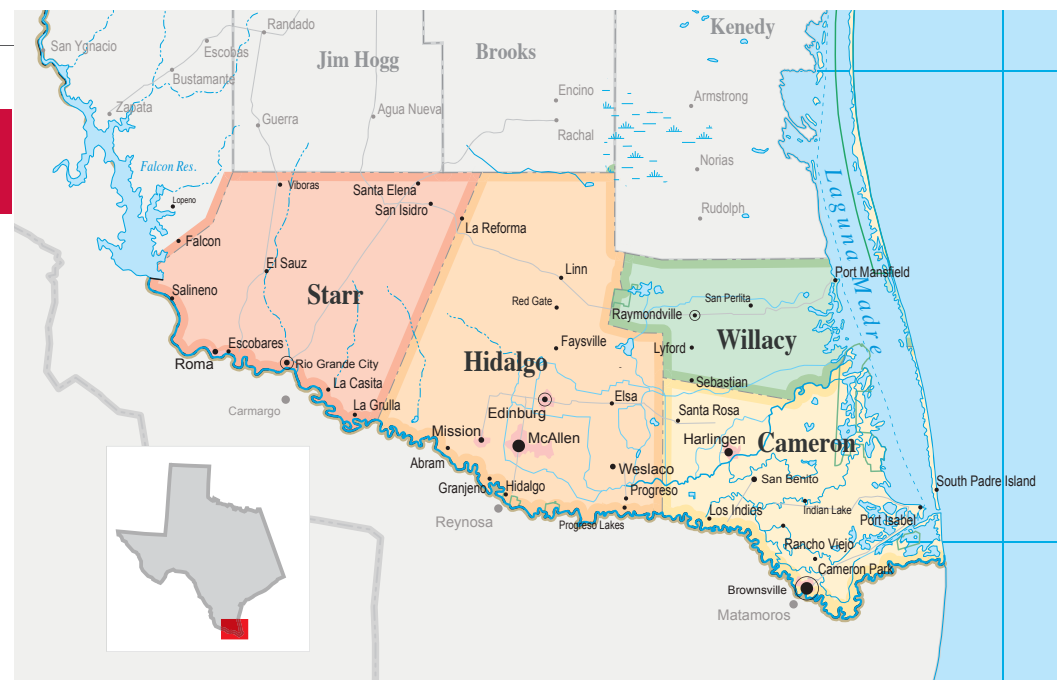 San Ygnacio
Randado
Escobas
Bustamante
Zapata
Jim Hogg
Brooks
Kenedy
Guerra
Agua Nueva
Encino
Rachal
Armstrong
Norias
Rudolph
Falcon Res.
Lopeno
Falcon
Viboras
Santa Elena
San Isidro
La Reforma
El Sauz
Salineno
Starr
Linn
Red Gate
Faysville
Hidalgo
Port Mansfield
San Perlita
Raymondville
Willacy
Lyford
Sebastian
Laguna Madre
Escobares
Roma
Rio Grande City
La Casita
La Grulla
Carmargo
Edinburg
Elsa
Santa Rosa
Mission
McAllen
Harlingen
Cameron
Abram
Weslaco
San Benito
South Padre Island
Granjeno
Hidalgo
Progreso
Los Indios
Indian Lake
Port Isabel
Reynosa
Progreso Lakes
Rancho Viejo
Cameron Park
Brownsville
Matamoros